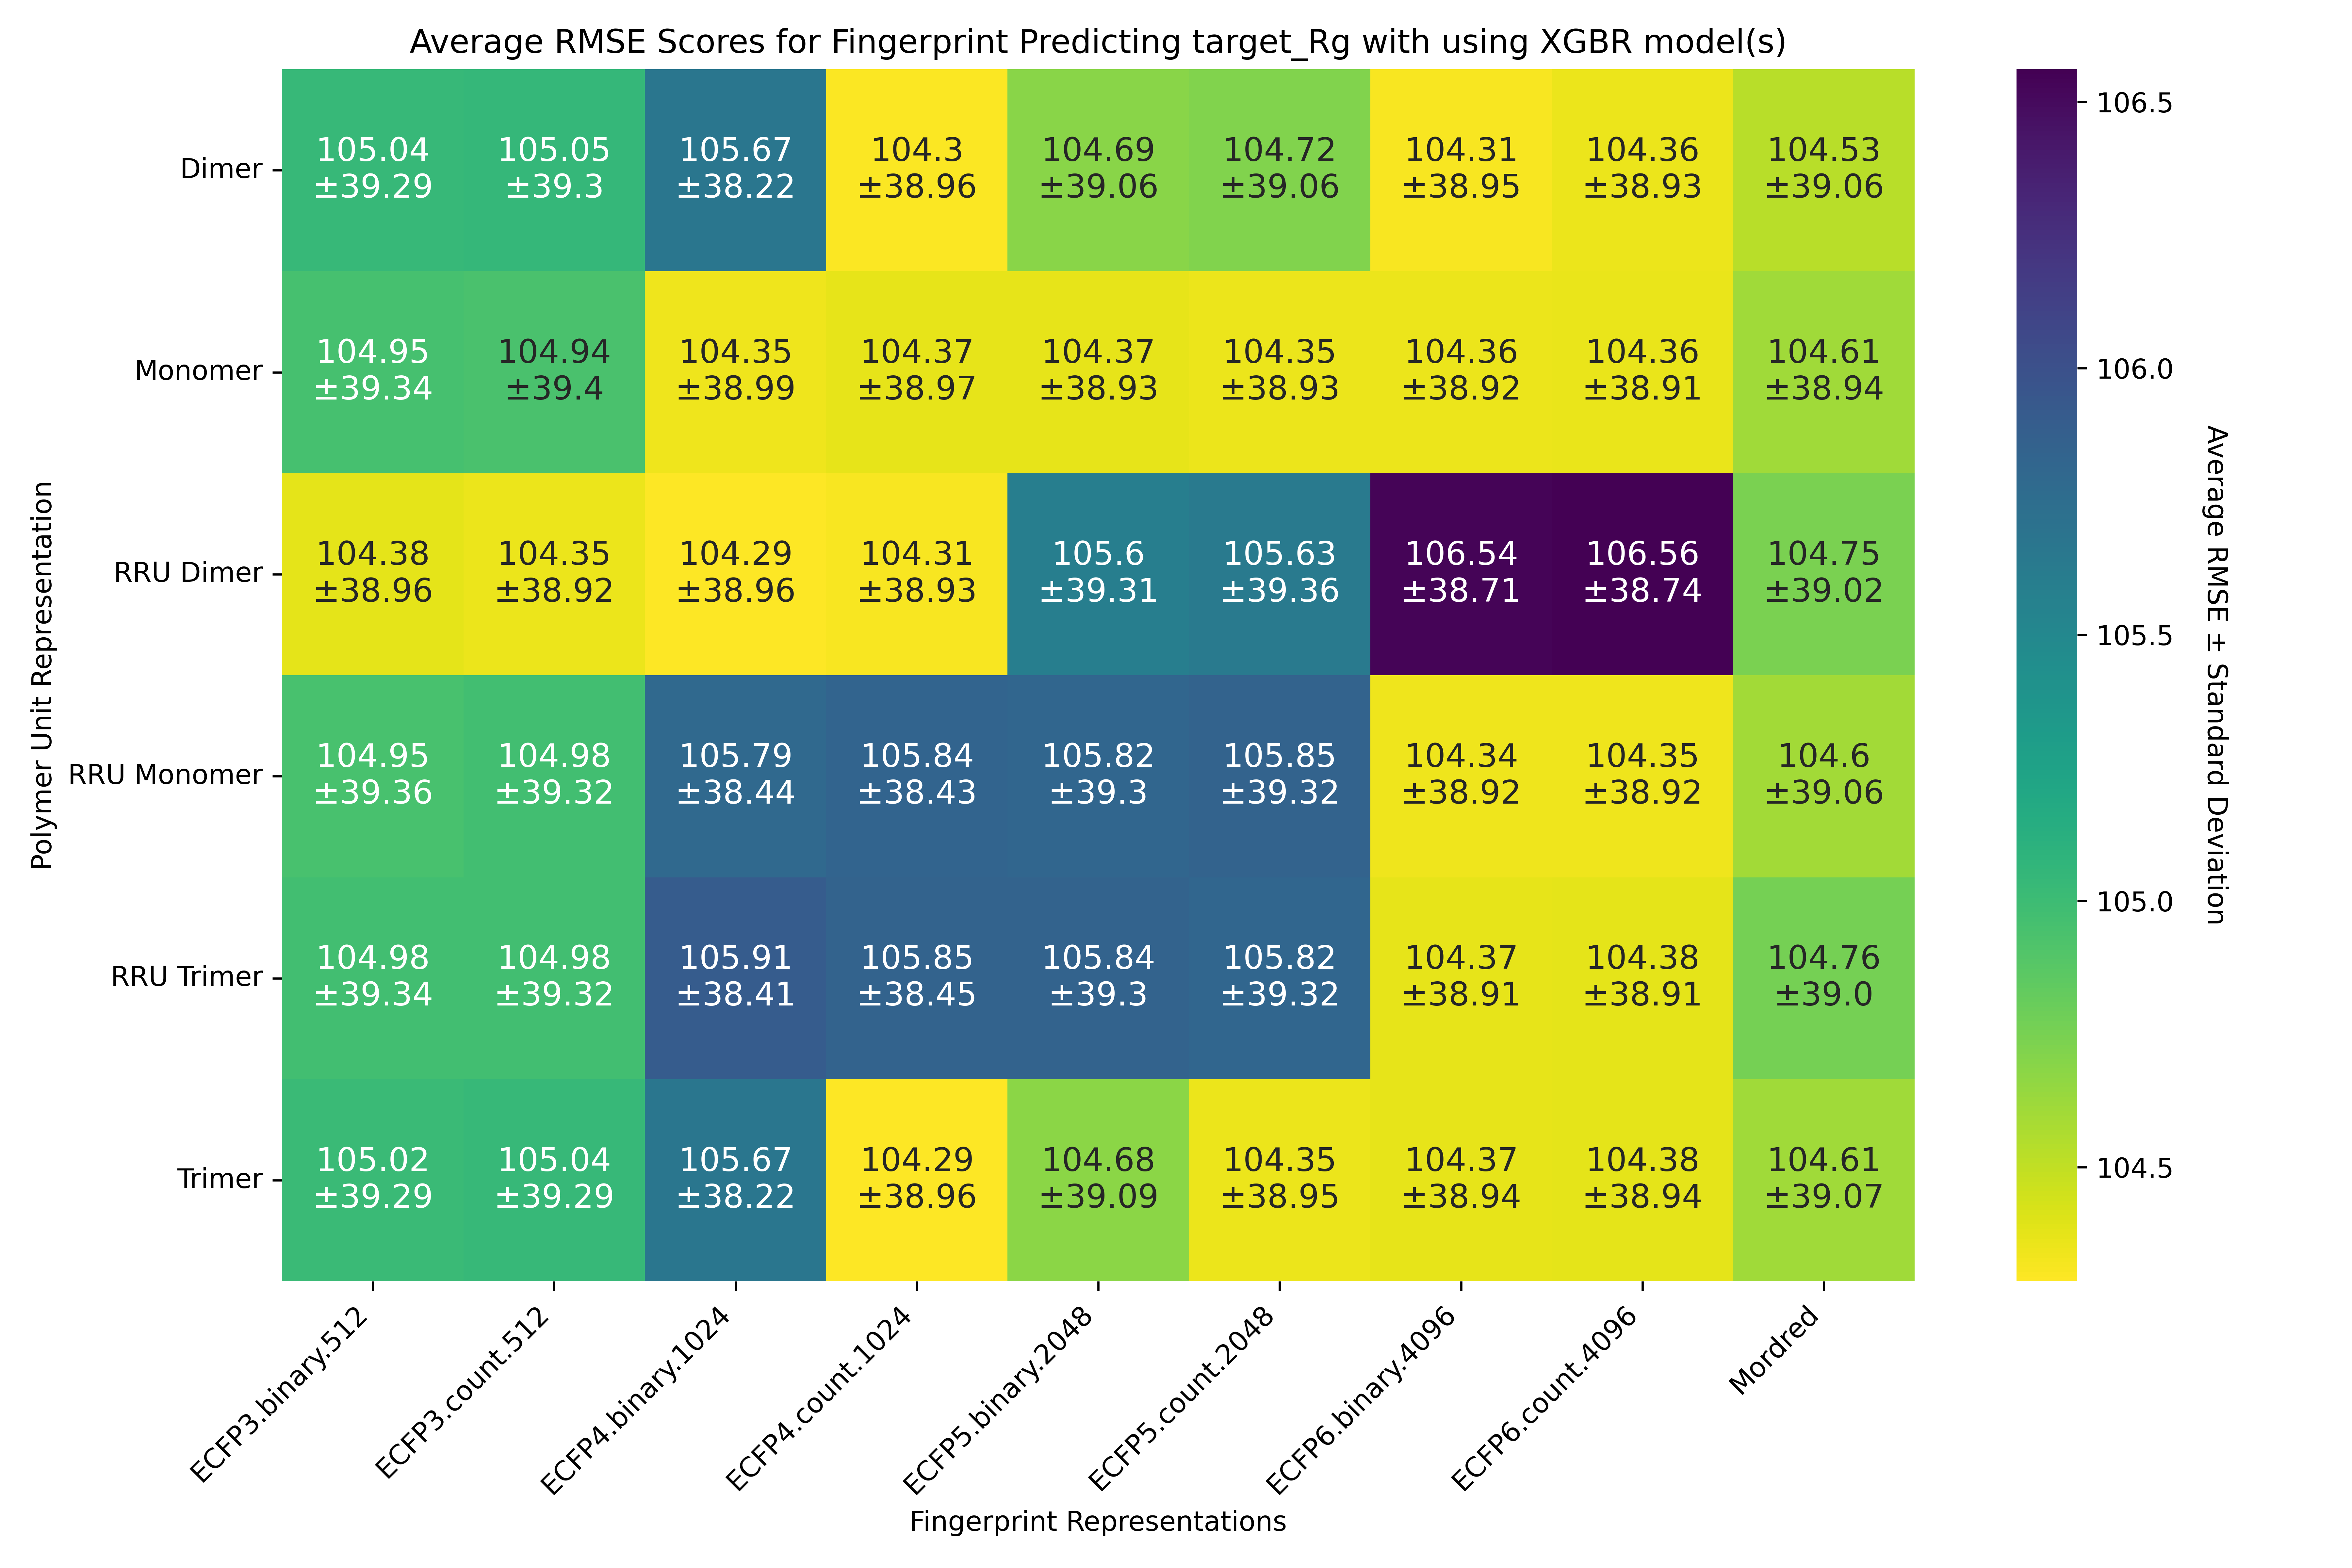 Average RMSE Scores for Fingerprint Predicting target_Rg with using XGBR model(s)
Polymer Unit Representation
Dimer
105.04 105.05 105.67 104.3 104.69 104.72 104.31 104.36 104.53
±39.29 ±39.3 ±38.22 ±38.96 ±39.06 ±39.06 ±38.95 ±38.93 ±39.06
Monomer
104.95 104.94 104.35 104.37 104.37 104.35 104.36 104.36 104.61
±39.34 ±39.4 ±38.99 ±38.97 ±38.93 ±38.93 ±38.92 ±38.91 ±38.94
RRU Dimer
104.38 104.35 104.29 104.31 105.6 105.63 106.54 106.56 104.75
±38.96 ±38.92 ±38.96 ±38.93 ±39.31 ±39.36 ±38.71 ±38.74 ±39.02
RRU Monomer
104.95 104.98 105.79 105.84 105.82 105.85 104.34 104.35 104.6
±39.36 ±39.32 ±38.44 ±38.43 ±39.3 ±39.32 ±38.92 ±38.92 ±39.06
RRU Trimer
104.98 104.98 105.91 105.85 105.84 105.82 104.37 104.38 104.76
±39.34 ±39.32 ±38.41 ±38.45 ±39.3 ±39.32 ±38.91 ±38.91 ±39.0
Trimer
105.02 105.04 105.67 104.29 104.68 104.35 104.37 104.38 104.61
±39.29 ±39.29 ±38.22 ±38.96 ±39.09 ±38.95 ±38.94 ±38.94 ±39.07
ECFP3.binary.512
ECFP3.count.512
ECFP4.binary.1024
ECFP4.count.1024
ECFP5.binary.2048
ECFP5.count.2048
ECFP6.binary.4096
ECFP6.count.4096
Mordred
Fingerprint Representations
106.5
106.0
105.5
105.0
104.5
Average RMSE ± Standard Deviation